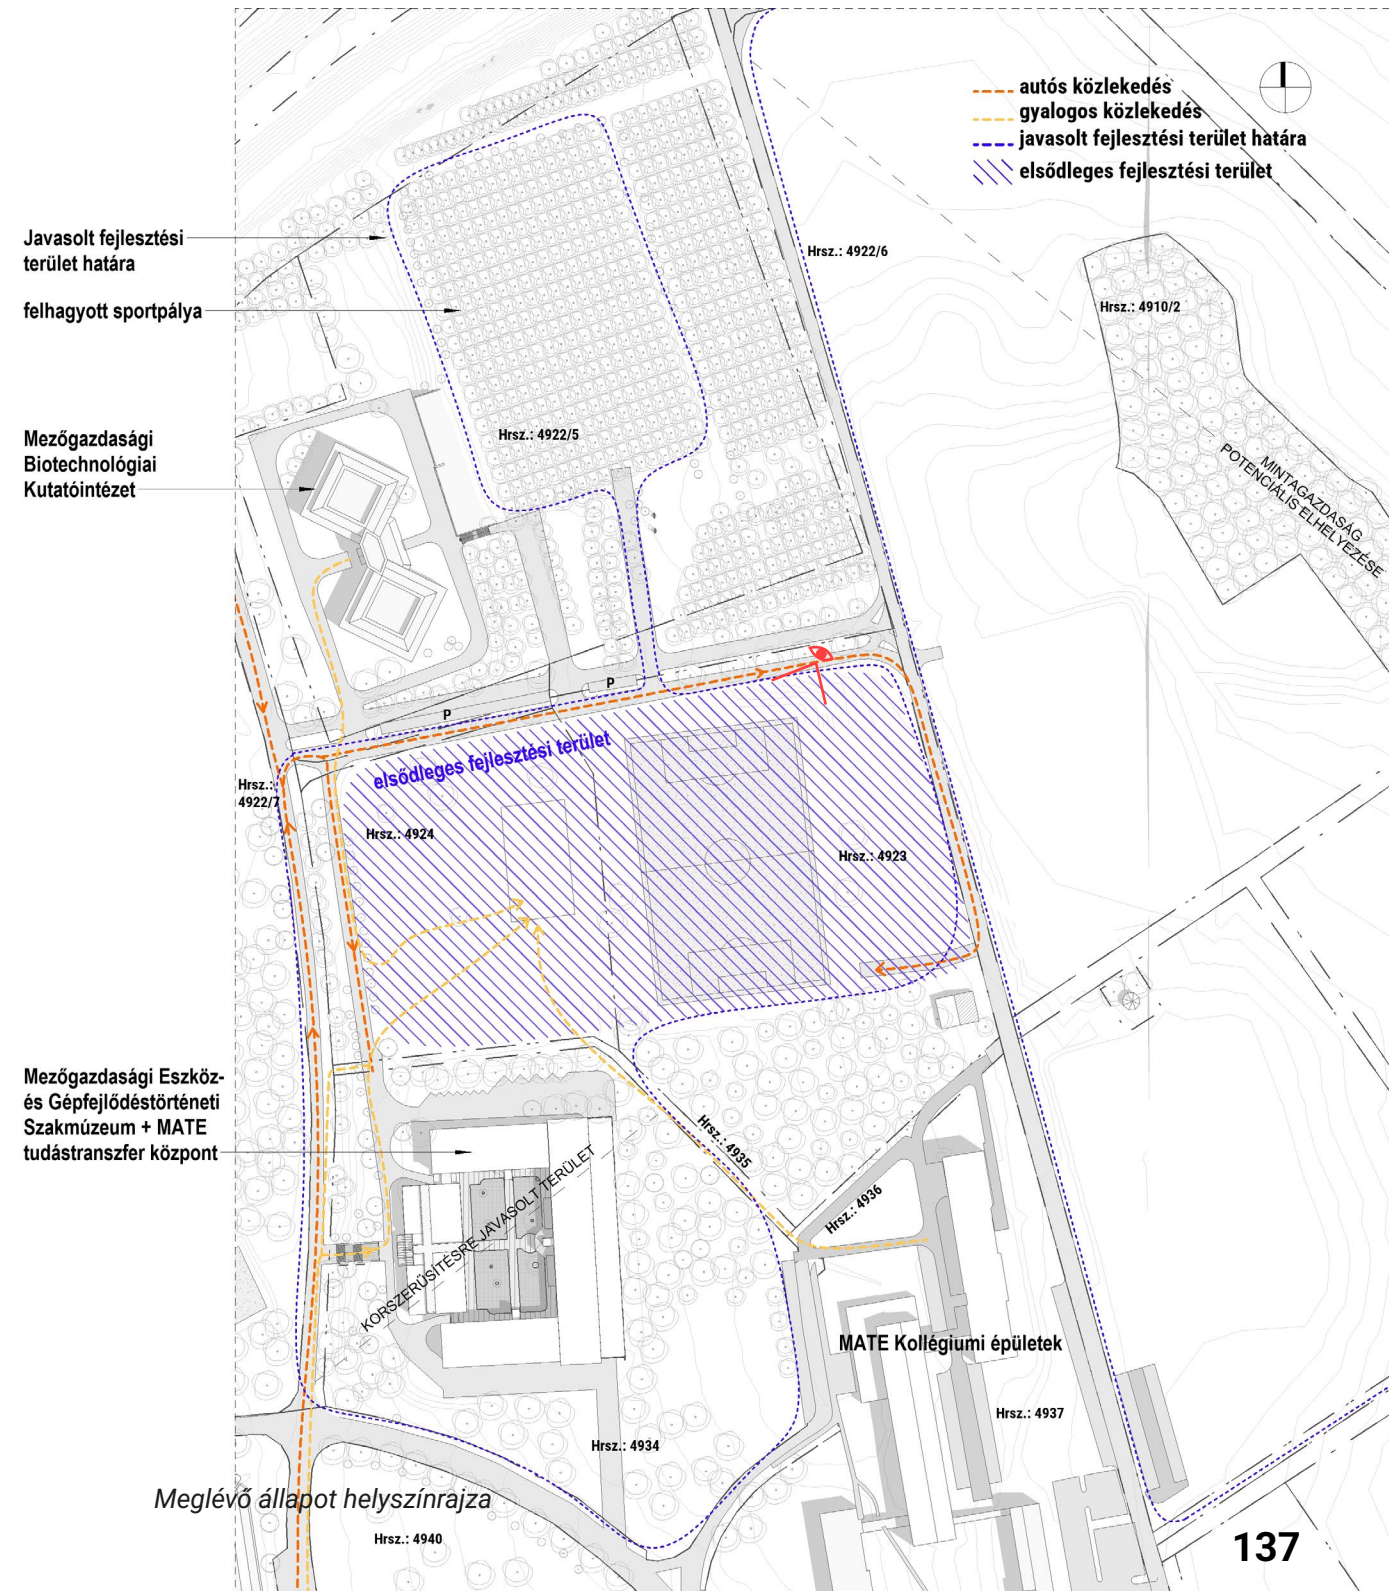 autós közlekedés
gyalogos közlekedés
javasolt fejlesztési terület határa
elsődleges fejlesztési terület
Javasolt fejlesztési
terület határa
Hrsz.: 4922/6
felhagyott sportpálya
Hrsz.: 4910/2
Mezőgazdasági
Biotechnológiai
Kutatóintézet
Hrsz.: 4922/5
MINTAGAZDASÁG
POTENCIÁLIS ELHELYEZÉSE
P
P
elsődleges fejlesztési terület
Hrsz.:
4922/7
Hrsz.: 4924
Hrsz.: 4923
Mezőgazdasági Eszköz-
és Gépfejlődéstörténeti
Szakmúzeum + MATE
tudástranszfer központ
Hrsz.: 4935
KORSZERŰSÍTÉSRE JAVASOLT TERÜLET
Hrsz.: 4936
MATE Kollégiumi épületek
Hrsz.: 4937
Hrsz.: 4934
Meglévő állapot helyszínrajza
Hrsz.: 4940
137